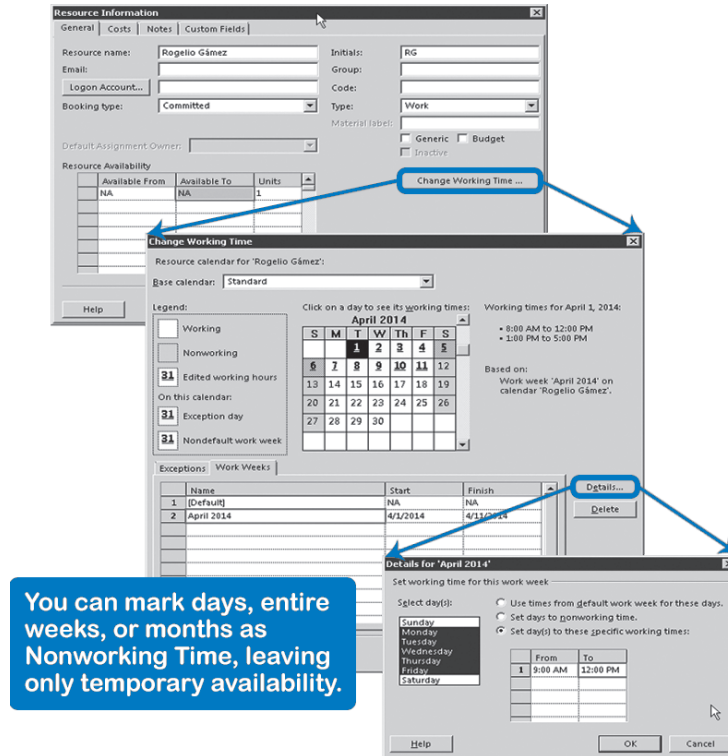 Resource Information
General Costs Notes Custom Fields
Resource name: Rogelio Gámez Initials: RG
Email: Group:
Logon Account... Code:
Booking type: Committed Type: Work
Material label:
Generic Budget
Default Assignment Owner: Inactive
Resource Availability
Available From Available To Units
NA NA 1
Change Working Time ...
Help
Change Working Time
Resource calendar for 'Rogelio Gámez':
Base calendar: Standard
Legend:
Working
Nonworking
31 Edited working hours
On this calendar:
31 Exception day
31 Nondefault work week
Click on a day to see its working times:
April 2014
S M T W Th F S
1 2 3 4 5
6 7 8 9 10 11 12
13 14 15 16 17 18 19
20 21 22 23 24 25 26
27 28 29 30
Working times for April 1, 2014:
• 8:00 AM to 12:00 PM
• 1:00 PM to 5:00 PM
Based on:
Work week 'April 2014' on
calendar 'Rogelio Gámez'.
Exceptions Work Weeks
Name Start Finish
1 [Default] NA NA
2 April 2014 4/1/2014 4/11/2014
Details...
Delete
Details for 'April 2014'
Set working time for this work week
Select day(s):
Sunday
Monday
Tuesday
Wednesday
Thursday
Friday
Saturday
Use times from default work week for these days.
Set days to nonworking time.
Set day(s) to these specific working times:
From To
1 9:00 AM 12:00 PM
Help OK Cancel
You can mark days, entire
weeks, or months as
Nonworking Time, leaving
only temporary availability.